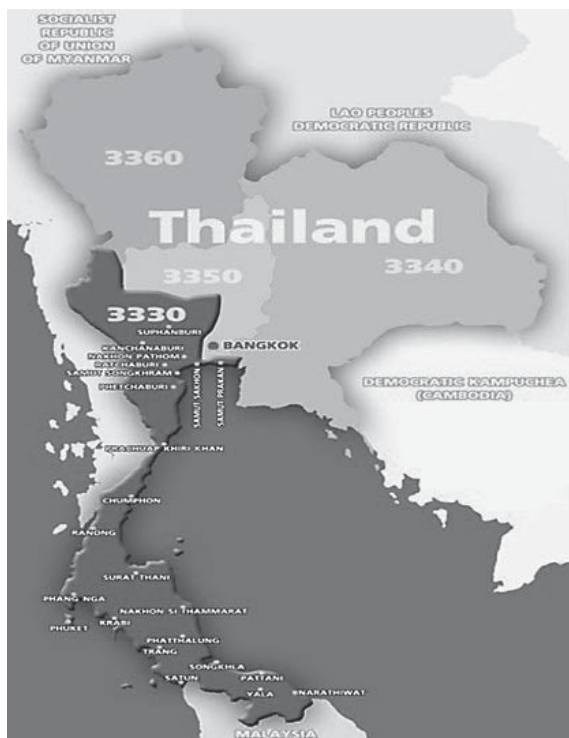 SOCIALIST
REPUBLIC
OF UNION
OF MYANMAR
LAO PEOPLES
DEMOCRATIC REPUBLIC
3360
Thailand
3350
3340
3330
SUPHANBURI
BANGKOK
KANCHANABURI
NAKHON PATHOM
RATCHABURI
SAMUT SONGKHRAM
PHETCHABURI
SAMUT SAKHON
SAMUT PRAKAN
DEMOCRATIC KAMPUCHEA
(CAMBODIA)
PRACHUAP KHIRI KHAN
CHUMPHON
RANONG
SURAT THANI
PHANG NGA
NAKHON SI THAMMARAT
PHUKET
KRABI
PHATTHALUNG
TRANG
SONGKHLA
SATUN
PATTANI
YALA
NARATHIWAT
MALAYSIA